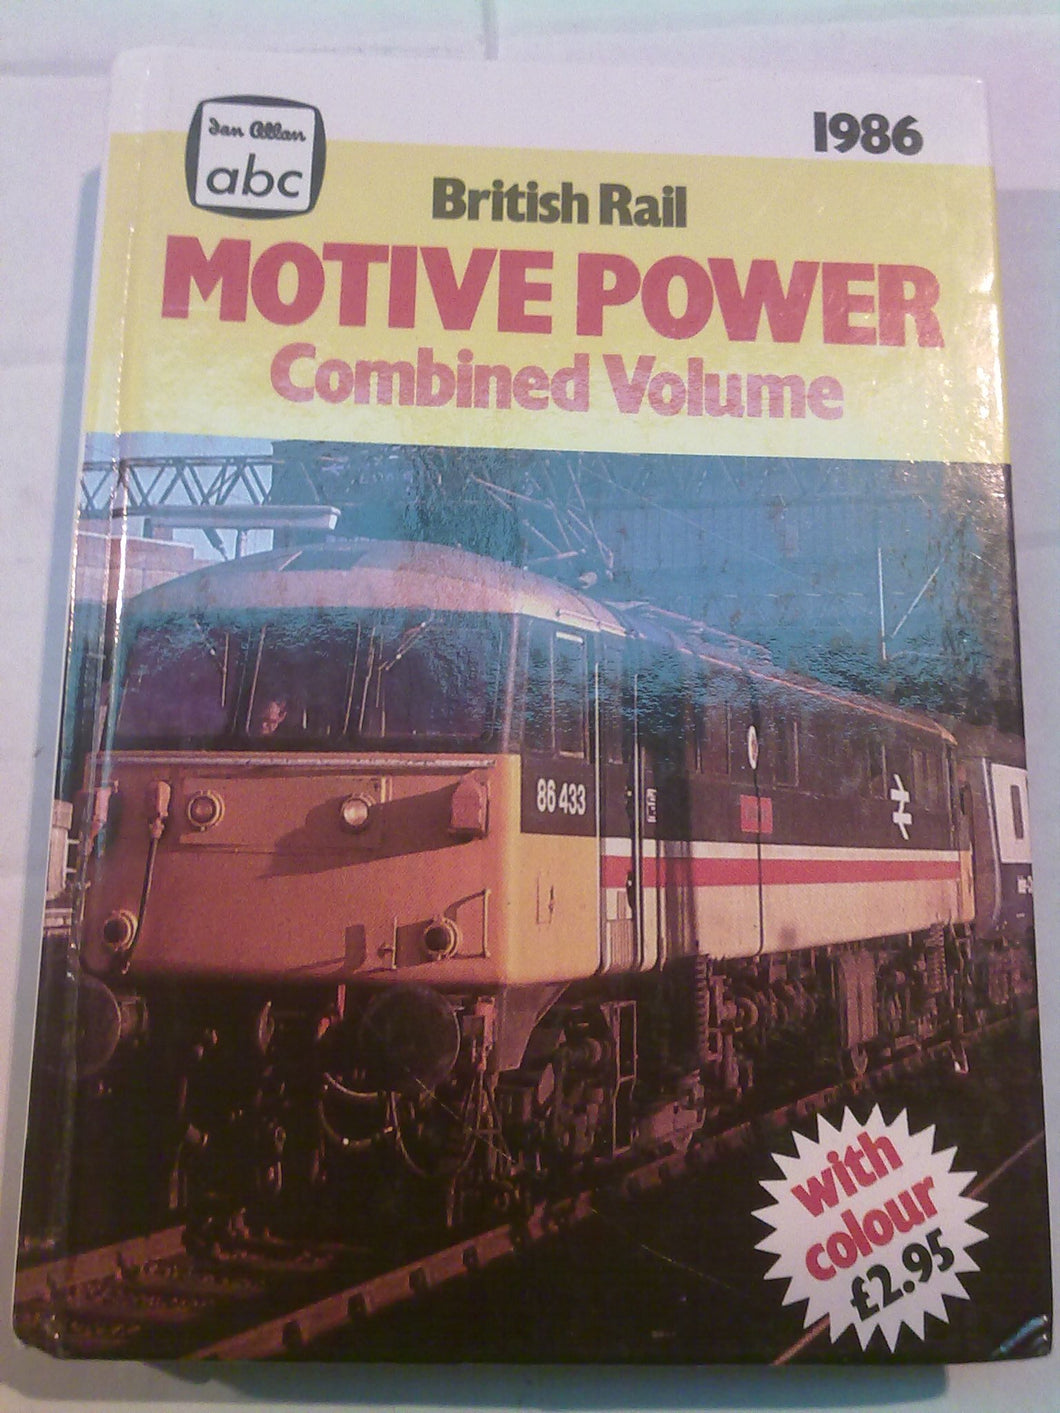 Ian Allan
abc
1986
British Rail
MOTIVE POWER
Combined Volume
86 433
with
colour
£2.95